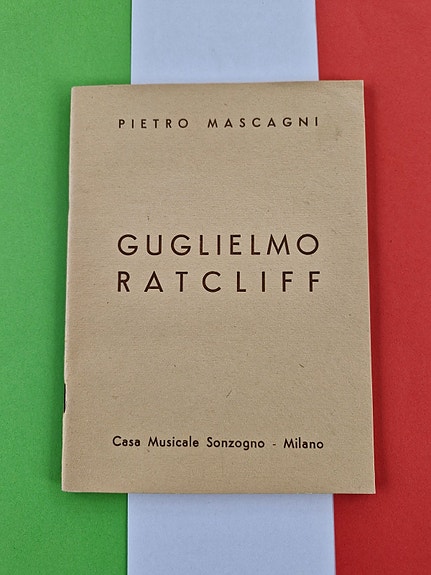 PIETRO MASCAGNI
GUGLIELMO
RATCLIFF
Casa Musicale Sonzogno - Milano